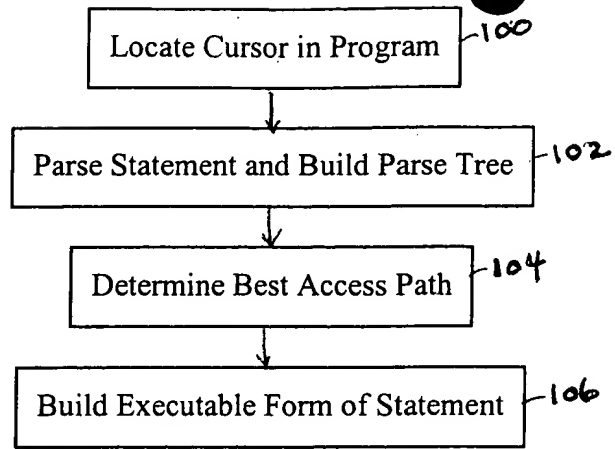 Locate Cursor in Program
100
Parse Statement and Build Parse Tree
102
Determine Best Access Path
104
Build Executable Form of Statement
106